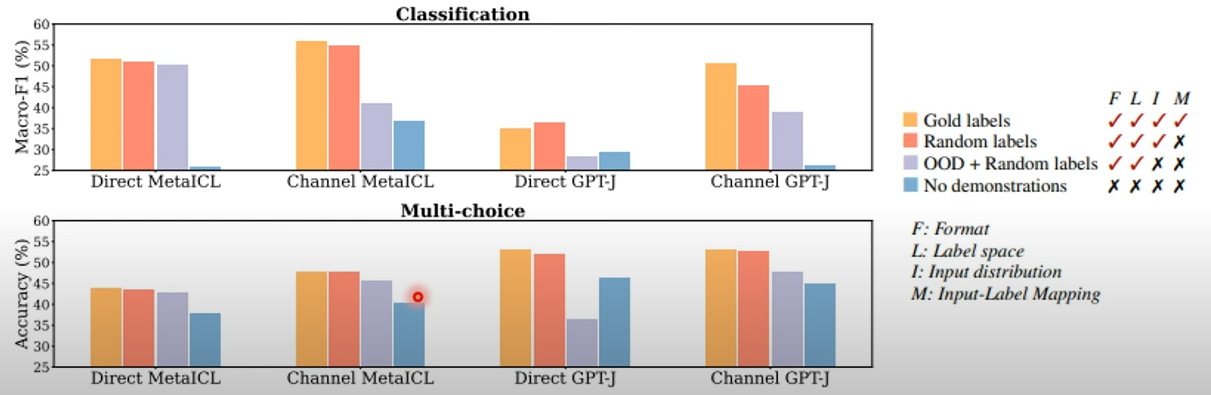 Classification
Macro-F1 (%)
60
55
50
45
40
35
30
25
Direct MetaICL Channel MetaICL Direct GPT-J Channel GPT-J
Multi-choice
Accuracy (%)
60
55
50
45
40
35
30
25
Direct MetaICL Channel MetaICL Direct GPT-J Channel GPT-J
F L I M
Gold labels ✓ ✓ ✓ ✓
Random labels ✓ ✓ ✓ ✗
OOD + Random labels ✓ ✓ ✗ ✗
No demonstrations ✗ ✗ ✗ ✗
F: Format
L: Label space
I: Input distribution
M: Input-Label Mapping